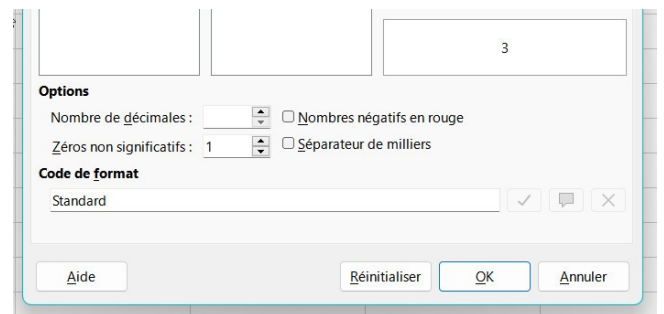 3
Options
Nombre de décimales :
Nombres négatifs en rouge
Zéros non significatifs : 1
Séparateur de milliers
Code de format
Standard
Aide
Réinitialiser
OK
Annuler